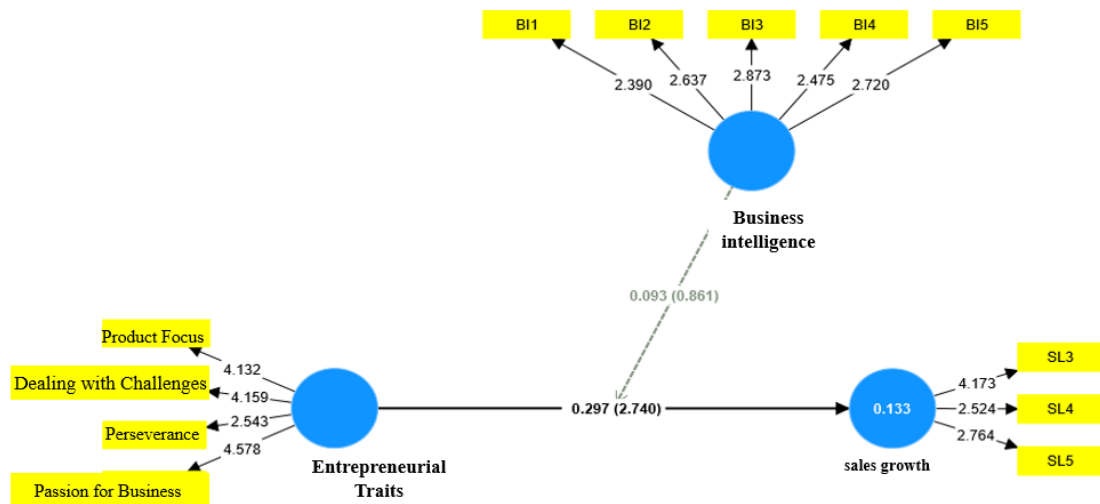 BI1 BI2 BI3 BI4 BI5
2.390 2.637 2.873 2.475 2.720
Business
intelligence
0.093 (0.861)
Product Focus
Dealing with Challenges
Perseverance
Passion for Business
4.132
4.159
2.543
4.578
Entrepreneurial
Traits
0.297 (2.740)
0.133
sales growth
4.173
2.524
2.764
SL3
SL4
SL5